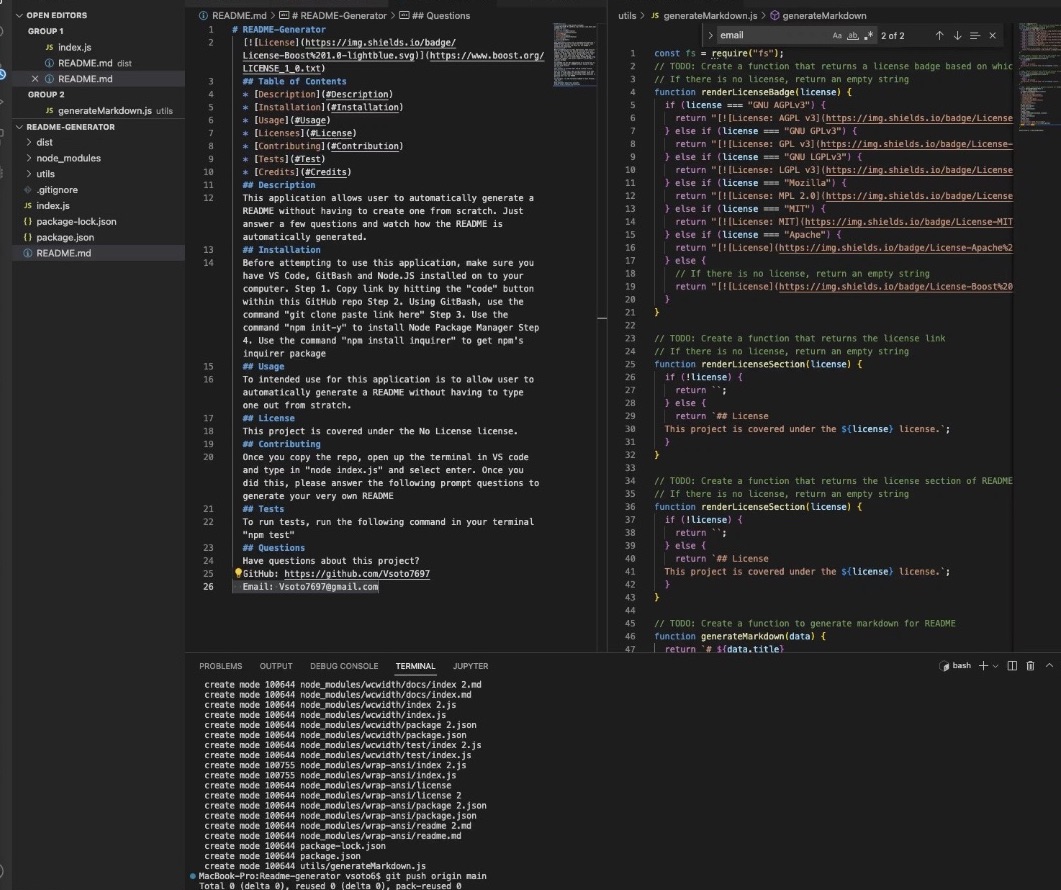 OPEN EDITORS
GROUP 1
JS index.js
README.md dist
README.md
GROUP 2
JS generateMarkdown.js utils
README-GENERATOR
dist
node_modules
utils
.gitignore
JS index.js
{} package-lock.json
{} package.json
README.md
README.md > # README-Generator > ## Questions
1 # README-Generator
2 [![License](https://img.shields.io/badge/
License-Boost%201.0-lightblue.svg)](https://www.boost.org/
LICENSE_1_0.txt)
3 ## Table of Contents
4 * [Description](#Description)
5 * [Installation](#Installation)
6 * [Usage](#Usage)
7 * [Licenses](#License)
8 * [Contributing](#Contribution)
9 * [Tests](#Test)
10 * [Credits](#Credits)
11 ## Description
12 This application allows user to automatically generate a
README without having to create one from scratch. Just
answer a few questions and watch how the README is
automatically generated.
13 ## Installation
14 Before attempting to use this application, make sure you
have VS Code, GitBash and Node.JS installed on to your
computer. Step 1. Copy link by hitting the "code" button
within this GitHub repo Step 2. Using GitBash, use the
command "git clone paste link here" Step 3. Use the
command "npm init-y" to install Node Package Manager Step
4. Use the command "npm install inquirer" to get npm's
inquirer package
15 ## Usage
16 To intended use for this application is to allow user to
automatically generate a README without having to type
one out from stratch.
17 ## License
18 This project is covered under the No License license.
19 ## Contributing
20 Once you copy the repo, open up the terminal in VS code
and type in "node index.js" and select enter. Once you
did this, please answer the following prompt questions to
generate your very own README
21 ## Tests
22 To run tests, run the following command in your terminal
"npm test"
23 ## Questions
24 Have questions about this project?
25 GitHub: https://github.com/Vsoto7697
26 Email: Vsoto7697@gmail.com
utils > JS generateMarkdown.js > generateMarkdown
email Aa ab .* 2 of 2
1 const fs = require("fs");
2 // TODO: Create a function that returns a license badge based on whic
3 // If there is no license, return an empty string
4 function renderLicenseBadge(license) {
5 if (license === "GNU AGPLv3") {
6 return "[![License: AGPL v3](https://img.shields.io/badge/License
7 } else if (license === "GNU GPLv3") {
8 return "[![License: GPL v3](https://img.shields.io/badge/License-
9 } else if (license === "GNU LGPLv3") {
10 return "[![License: LGPL v3](https://img.shields.io/badge/License
11 } else if (license === "Mozilla") {
12 return "[![License: MPL 2.0](https://img.shields.io/badge/License
13 } else if (license === "MIT") {
14 return "[![License: MIT](https://img.shields.io/badge/License-MIT
15 } else if (license === "Apache") {
16 return "[![License](https://img.shields.io/badge/License-Apache%2
17 } else {
18 // If there is no license, return an empty string
19 return "[![License](https://img.shields.io/badge/License-Boost%20
20 }
21 }
22
23 // TODO: Create a function that returns the license link
24 // If there is no license, return an empty string
25 function renderLicenseSection(license) {
26 if (!license) {
27 return ``;
28 } else {
29 return `## License
30 This project is covered under the ${license} license.`;
31 }
32 }
33
34 // TODO: Create a function that returns the license section of README
35 // If there is no license, return an empty string
36 function renderLicenseSection(license) {
37 if (!license) {
38 return ``;
39 } else {
40 return `## License
41 This project is covered under the ${license} license.`;
42 }
43 }
44
45 // TODO: Create a function to generate markdown for README
46 function generateMarkdown(data) {
47 return `# ${data.title}
PROBLEMS OUTPUT DEBUG CONSOLE TERMINAL JUPYTER
bash
create mode 100644 node_modules/wcwidth/docs/index 2.md
create mode 100644 node_modules/wcwidth/docs/index.md
create mode 100644 node_modules/wcwidth/index 2.js
create mode 100644 node_modules/wcwidth/index.js
create mode 100644 node_modules/wcwidth/package 2.json
create mode 100644 node_modules/wcwidth/package.json
create mode 100644 node_modules/wcwidth/test/index 2.js
create mode 100644 node_modules/wcwidth/test/index.js
create mode 100755 node_modules/wrap-ansi/index 2.js
create mode 100755 node_modules/wrap-ansi/index.js
create mode 100644 node_modules/wrap-ansi/license
create mode 100644 node_modules/wrap-ansi/license 2
create mode 100644 node_modules/wrap-ansi/package 2.json
create mode 100644 node_modules/wrap-ansi/package.json
create mode 100644 node_modules/wrap-ansi/readme 2.md
create mode 100644 node_modules/wrap-ansi/readme.md
create mode 100644 package-lock.json
create mode 100644 package.json
create mode 100644 utils/generateMarkdown.js
MacBook-Pro:Readme-generator vsoto6$ git push origin main
Total 0 (delta 0), reused 0 (delta 0), pack-reused 0